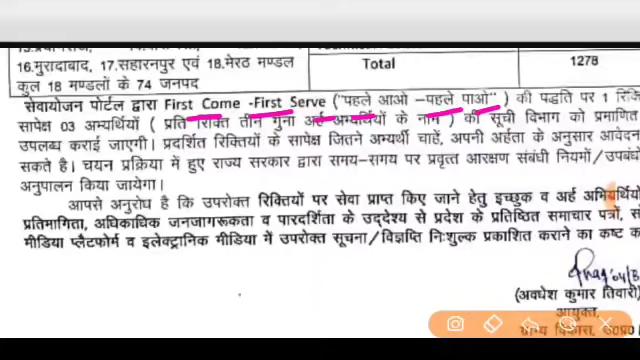 16.मुरादाबाद, 17.सहारनपुर एवं 18.मेरठ मण्डल
Total 1278
कुल 18 मण्डलों के 74 जनपद
सेवायोजन पोर्टल द्वारा First Come -First Serve ("पहले आओ –पहले पाओ" ) की पद्धति पर 1 रिक्
सापेक्ष 03 अभ्यर्थियों ( प्रति रिक्ति तीन गुना अर्ह अभ्यर्थियों के नाम ) की सूची विभाग को प्रमाणित
उपलब्ध कराई जाएगी। प्रदर्शित रिक्तियों के सापेक्ष जितने अभ्यर्थी चाहें, अपनी अर्हता के अनुसार आवेदन
सकते है। चयन प्रक्रिया में हुए राज्य सरकार द्वारा समय-समय पर प्रवृत्त आरक्षण संबंधी नियमों/उपबंधों
अनुपालन किया जायेगा।
आपसे अनुरोध है कि उपरोक्त रिक्तियों पर सेवा प्राप्त किए जाने हेतु इच्छुक व अर्ह अभियर्थियों
प्रतिभागिता, अधिकाधिक जनजागरूकता व पारदर्शिता के उद्देश्य से प्रदेश के प्रतिष्ठित समाचार पत्रों,
मीडिया प्लैटफोर्म व इलेक्ट्रानिक मीडिया में उपरोक्त सूचना/विज्ञप्ति निःशुल्क प्रकाशित कराने का कष्ट क
(अवधेश कुमार तिवारी)
आयुक्त,
ग्राम्य विकास, उ0प्र0